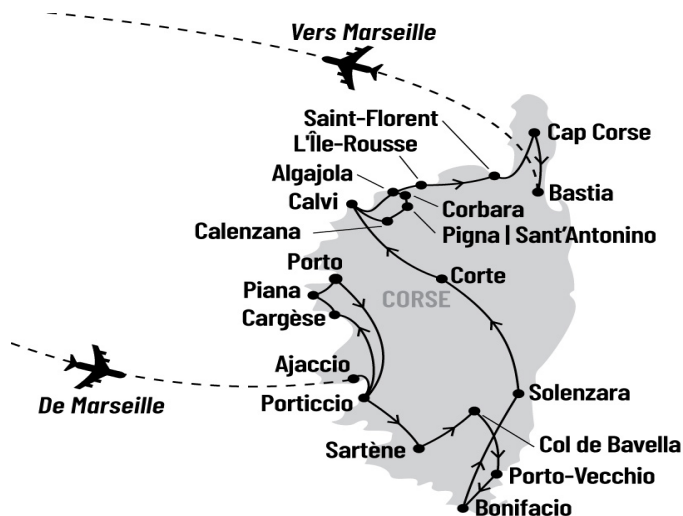 Vers Marseille
Saint-Florent
Cap Corse
L'Île-Rousse
Algajola
Bastia
Calvi
Corbara
Calenzana
Pigna | Sant'Antonino
Porto
Corte
Piana
CORSE
Cargèse
Ajaccio
De Marseille
Porticcio
Solenzara
Sartène
Col de Bavella
Porto-Vecchio
Bonifacio